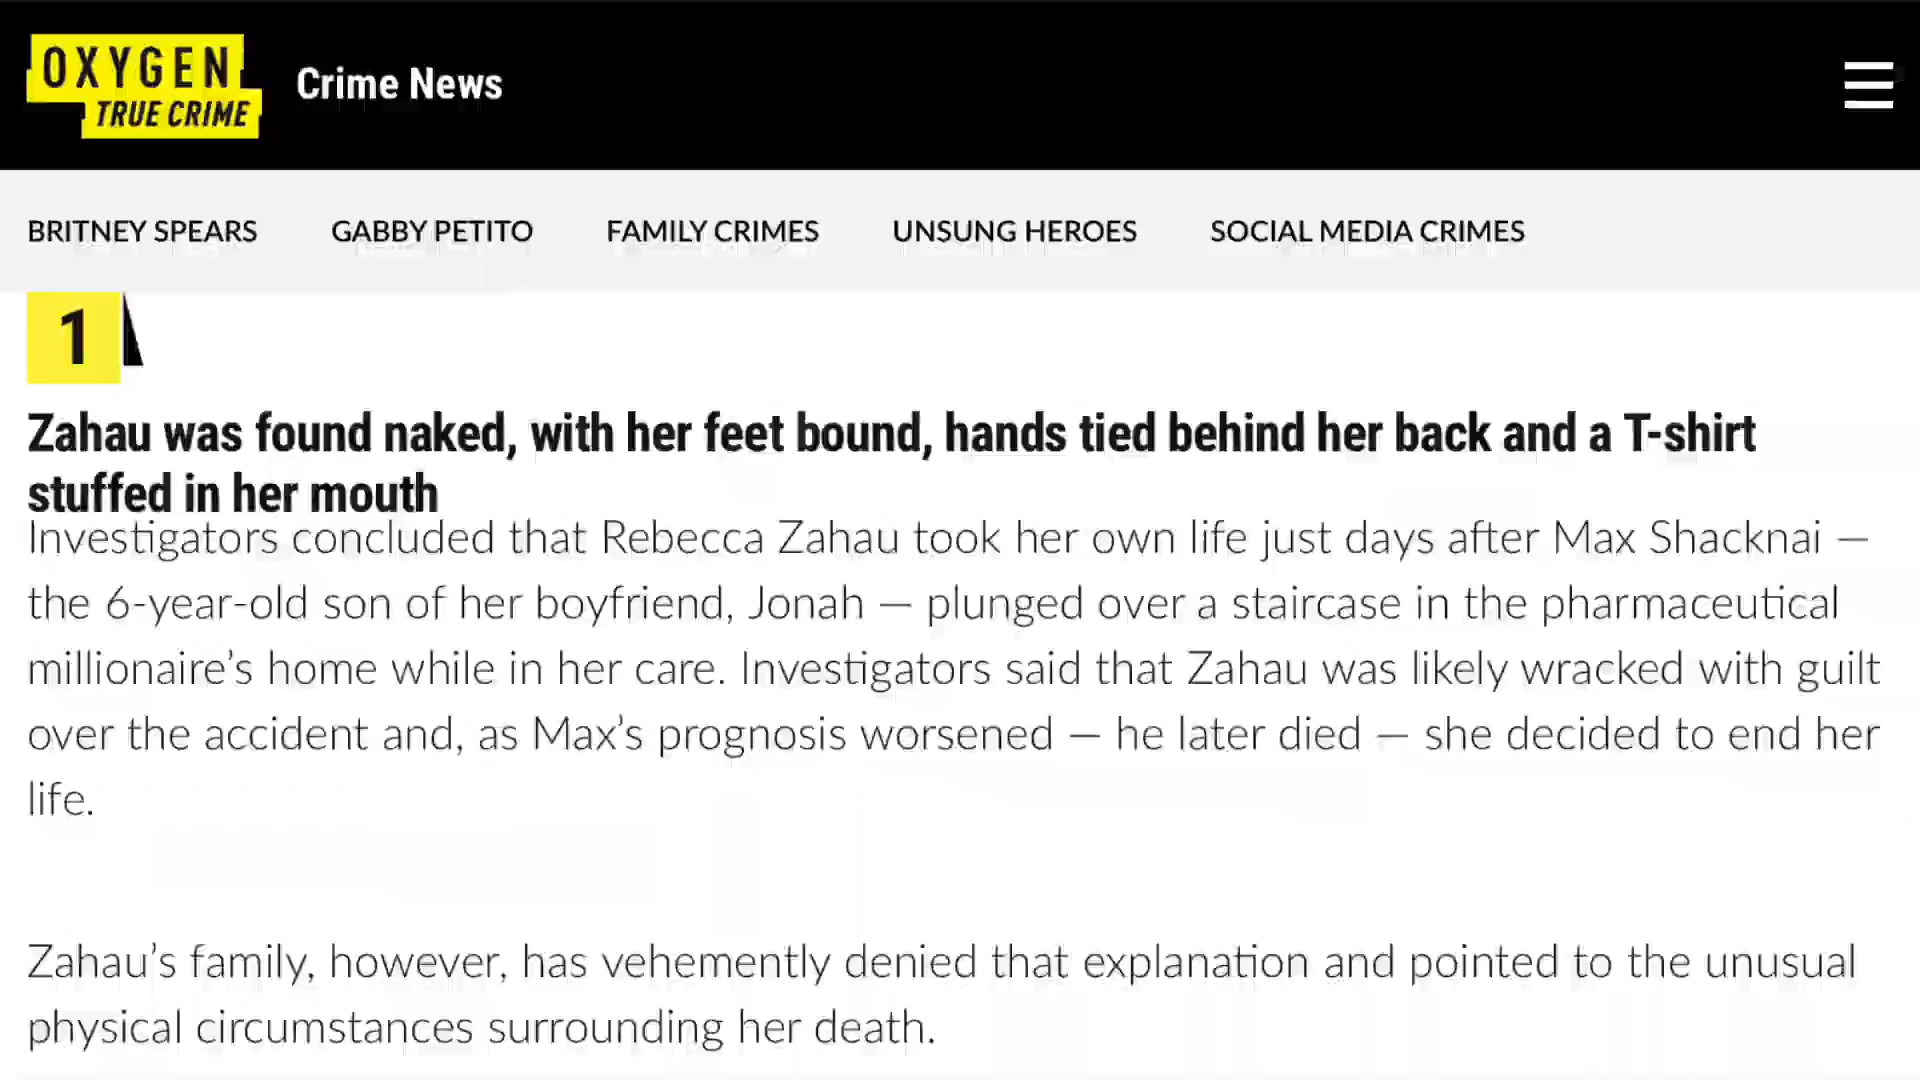 OXYGEN
TRUE CRIME
Crime News
BRITNEY SPEARS GABBY PETITO FAMILY CRIMES UNSUNG HEROES SOCIAL MEDIA CRIMES
1
Zahau was found naked, with her feet bound, hands tied behind her back and a T-shirt
stuffed in her mouth
Investigators concluded that Rebecca Zahau took her own life just days after Max Shacknai —
the 6-year-old son of her boyfriend, Jonah — plunged over a staircase in the pharmaceutical
millionaire’s home while in her care. Investigators said that Zahau was likely wracked with guilt
over the accident and, as Max’s prognosis worsened — he later died — she decided to end her
life.
Zahau’s family, however, has vehemently denied that explanation and pointed to the unusual
physical circumstances surrounding her death.